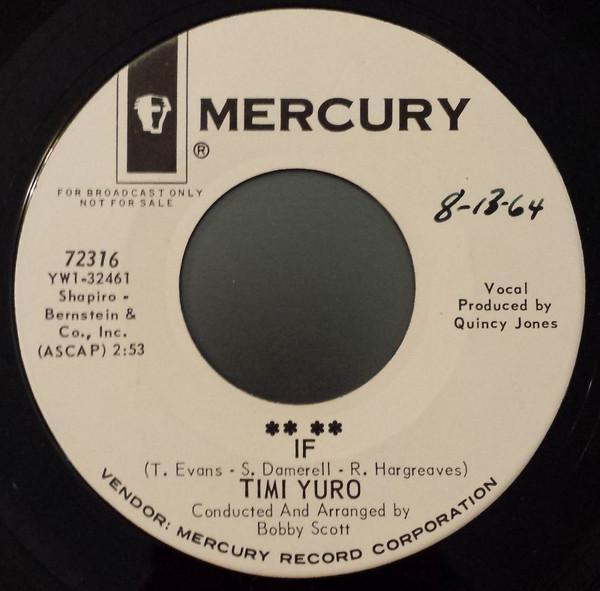 MERCURY
®
FOR BROADCAST ONLY
NOT FOR SALE
8-13-64
72316
YW1-32461
Shapiro -
Bernstein &
Co., Inc.
(ASCAP) 2:53
Vocal
Produced by
Quincy Jones
** **
IF
(T. Evans - S. Damerell - R. Hargreaves)
TIMI YURO
Conducted And Arranged by
Bobby Scott
VENDOR: MERCURY RECORD CORPORATION